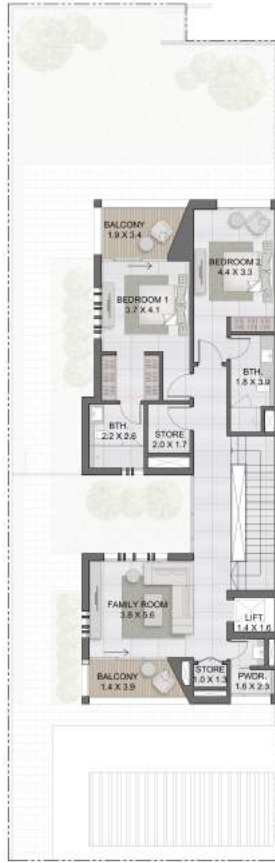 BALCONY
1.9 X 3.4
BEDROOM 2
4.4 X 3.3
BEDROOM 1
3.7 X 4.1
BTH.
1.8 X 3.9
BTH.
2.2 X 2.6
STORE
2.0 X 1.7
FAMILY ROOM
3.8 X 5.6
LIFT
1.4 X 1.6
BALCONY
1.4 X 3.9
STORE
1.0 X 1.3
PWDR.
1.6 X 2.3